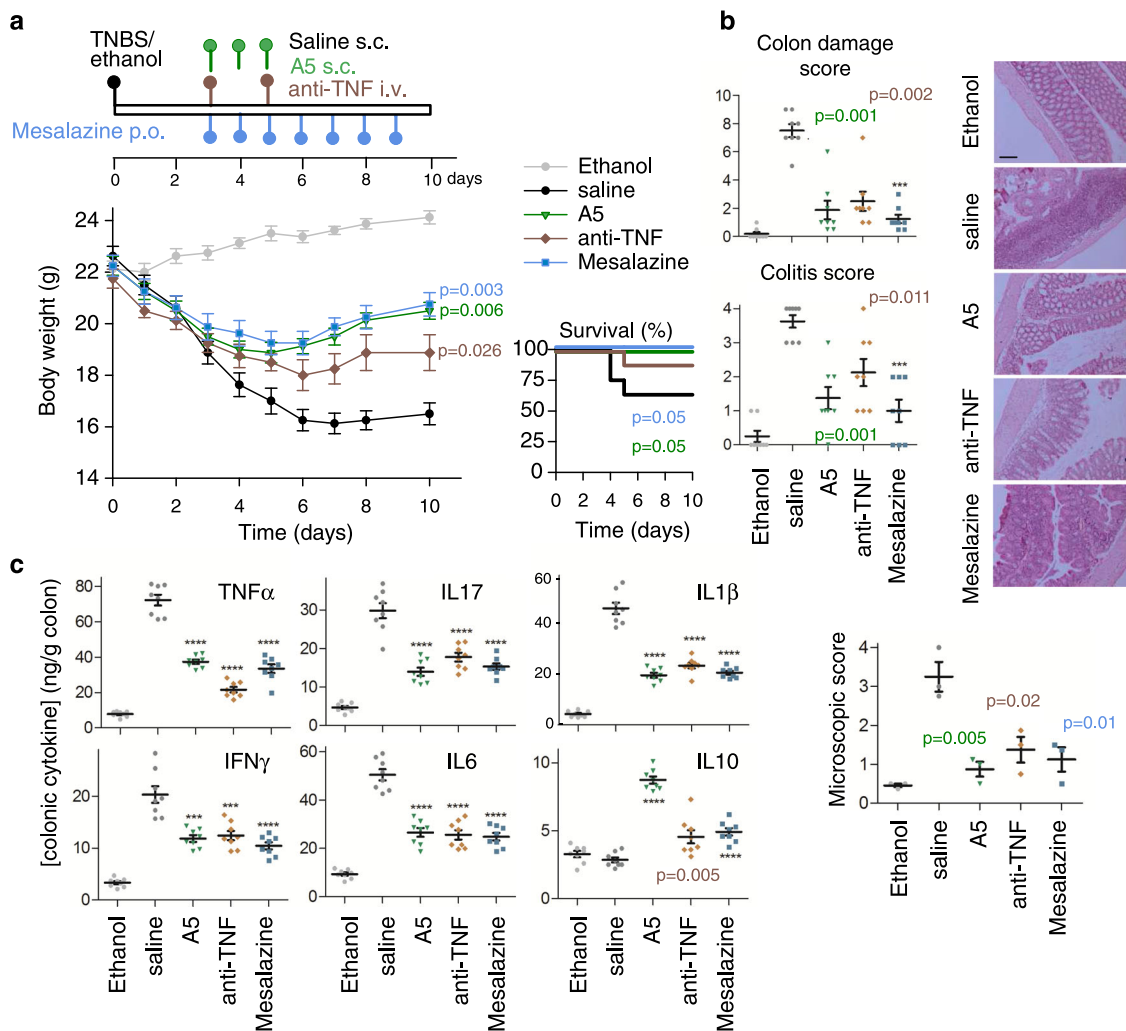 a
TNBS/
ethanol
Saline s.c.
A5 s.c.
anti-TNF i.v.
Mesalazine p.o.
0 2 4 6 8 10 days
Ethanol
saline
A5
anti-TNF
Mesalazine
Body weight (g)
24
22
20
18
16
14
p=0.003
p=0.006
p=0.026
0 2 4 6 8 10
Time (days)
Survival (%)
100
75
50
25
0
p=0.05
p=0.05
0 2 4 6 8 10
Time (days)
b
Colon damage
score
10
8
6
4
2
0
p=0.002
p=0.001
***
Colitis score
4
3
2
1
0
p=0.011
***
p=0.001
Ethanol
saline
A5
anti-TNF
Mesalazine
Ethanol
saline
A5
anti-TNF
Mesalazine
Microscopic score
4
3
2
1
0
p=0.005
p=0.02
p=0.01
Ethanol
saline
A5
anti-TNF
Mesalazine
c
[colonic cytokine] (ng/g colon)
TNFα
80
60
40
20
0
**** **** ****
IL17
30
20
10
0
**** **** ****
IL1β
60
40
20
0
**** **** ****
IFNγ
20
10
0
*** *** ****
IL6
60
40
20
0
**** **** ****
IL10
10
5
0
**** ****
p=0.005
Ethanol
saline
A5
anti-TNF
Mesalazine
Ethanol
saline
A5
anti-TNF
Mesalazine
Ethanol
saline
A5
anti-TNF
Mesalazine